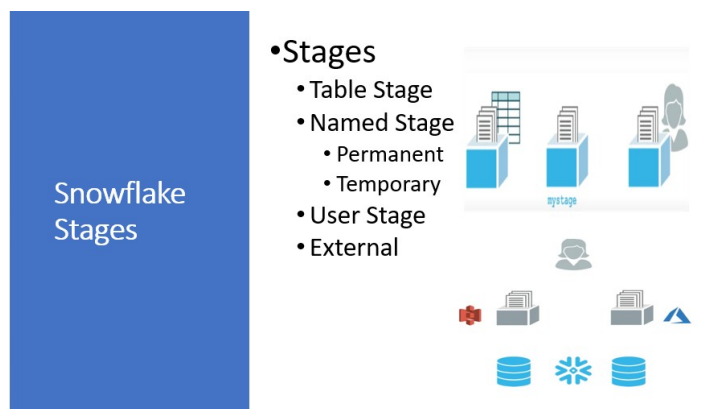 Snowflake
Stages
•Stages
•Table Stage
•Named Stage
•Permanent
•Temporary
•User Stage
•External
mystage